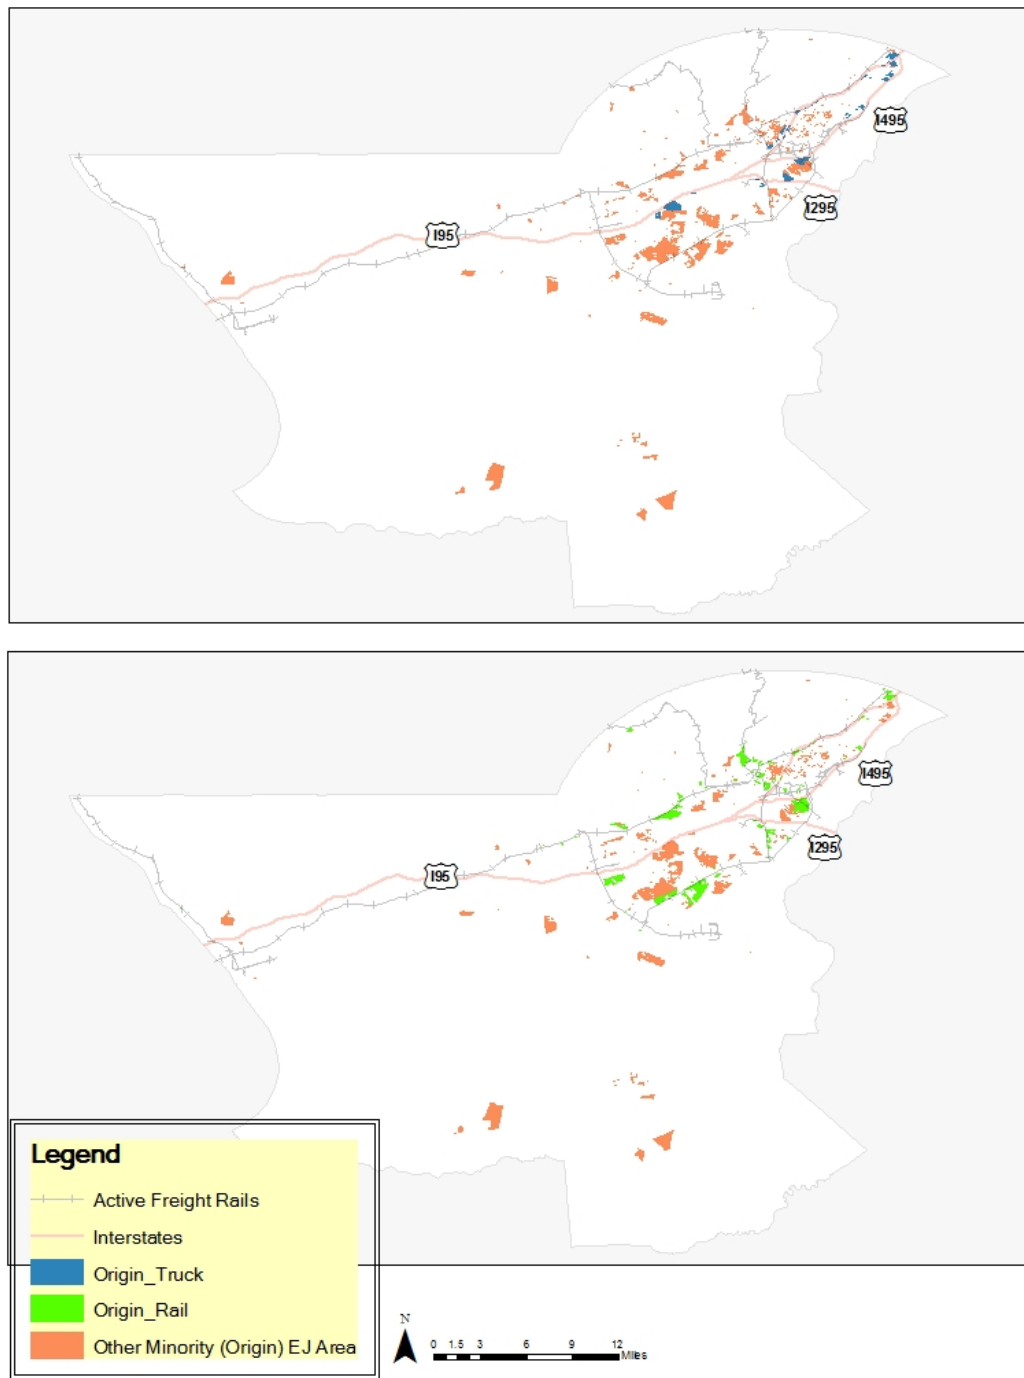 I495
I295
I95
I495
I295
I95
Legend
Active Freight Rails
Interstates
Origin_Truck
Origin_Rail
Other Minority (Origin) EJ Area
N
0 1.5 3 6 9 12
Miles